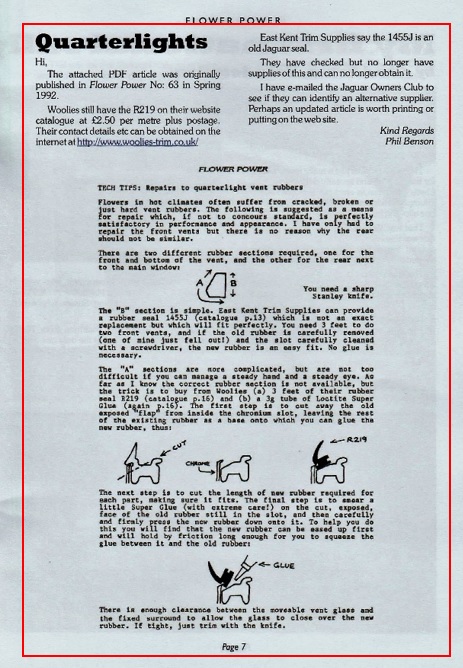 FLOWER POWER
Quarterlights
Hi,
The attached PDF article was originally
published in Flower Power No: 63 in Spring
1992.
Woolies still have the R219 on their website
catalogue at £2.50 per metre plus postage.
Their contact details etc can be obtained on the
internet at http://www.woolies-trim.co.uk/
East Kent Trim Supplies say the 1455J is an
old Jaguar seal.
They have checked but no longer have
supplies of this and can no longer obtain it.
I have e.mailed the Jaguar Owners Club to
see if they can identify an alternative supplier.
Perhaps an updated article is worth printing or
putting on the web site.
Kind Regards
Phil Benson
FLOWER POWER
TECH TIPS: Repairs to quarterlight vent rubbers
Flowers in hot climates often suffer from cracked, broken or
just hard vent rubbers. The following is suggested as a means
for repair which, if not to concours standard, is perfectly
satisfactory in performance and appearance. I have only had to
repair the front vents but there is no reason why the rear
should not be similar.
There are two different rubber sections required, one for the
front and bottom of the vent, and the other for the rear next
to the main window:
A B
You need a sharp
Stanley knife.
The "B" section is simple. East Kent Trim Supplies can provide
a rubber seal 1455J (catalogue p.13) which is not an exact
replacement but which will fit perfectly. You need 3 feet to do
two front vents, and if the old rubber is carefully removed
(one of mine just fell out!) and the slot carefully cleaned
with a screwdriver, the new rubber is an easy fit. No glue is
necessary.
The "A" sections are more complicated, but are not too
difficult if you can manage a steady hand and a steady eye. As
far as I know the correct rubber section is not available, but
the trick is to buy from Woolies (a) 3 feet of their rubber
seal R219 (catalogue p.16) and (b) a 3g tube of Loctite Super
Glue (again p.16). The first step is to cut away the old
exposed "flap" from inside the chromium slot, leaving the rest
of the existing rubber as a base onto which you can glue the
new rubber, thus:
CUT
CHROME
R219
The next step is to cut the length of new rubber required for
each part, making sure it fits. The final step is to smear a
little Super Glue (with extreme care!) on the cut, exposed,
face of the old rubber still in the slot, and then carefully
and firmly press the new rubber down onto it. To help you do
this you will find that the new rubber can be eased up first
and will hold by friction long enough for you to squeeze the
glue between it and the old rubber:
GLUE
There is enough clearance between the moveable vent glass and
the fixed surround to allow the glass to close over the new
rubber. If tight, just trim with the knife.
Page 7